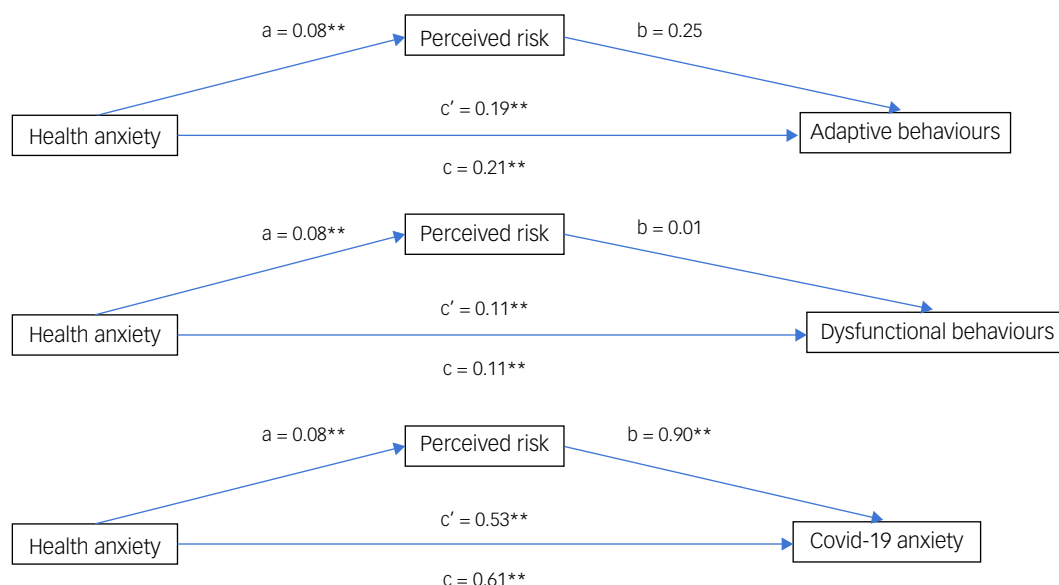 a = 0.08**
Perceived risk
b = 0.25
Health anxiety
c’ = 0.19**
Adaptive behaviours
c = 0.21**
a = 0.08**
Perceived risk
b = 0.01
Health anxiety
c’ = 0.11**
Dysfunctional behaviours
c = 0.11**
a = 0.08**
Perceived risk
b = 0.90**
Health anxiety
c’ = 0.53**
Covid-19 anxiety
c = 0.61**